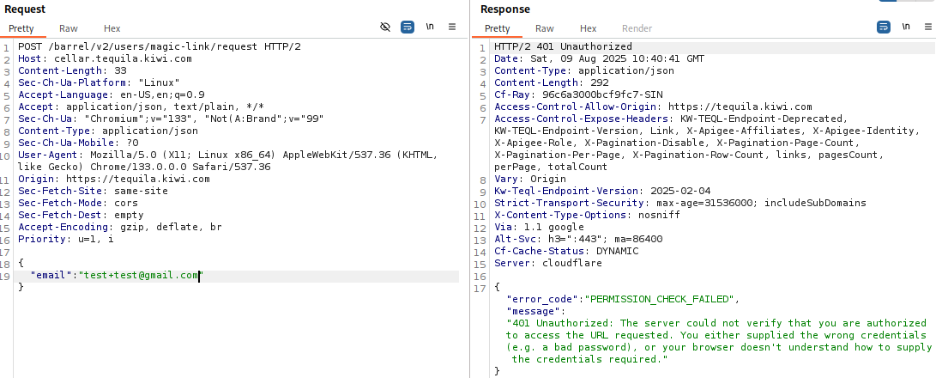 Request
Response
Pretty Raw Hex \n
Pretty Raw Hex Render \n
1 POST /barrel/v2/users/magic-link/request HTTP/2
2 Host: cellar.tequila.kiwi.com
3 Content-Length: 33
4 Sec-Ch-Ua-Platform: "Linux"
5 Accept-Language: en-US,en;q=0.9
6 Accept: application/json, text/plain, */*
7 Sec-Ch-Ua: "Chromium";v="133", "Not(A:Brand";v="99"
8 Content-Type: application/json
9 Sec-Ch-Ua-Mobile: ?0
10 User-Agent: Mozilla/5.0 (X11; Linux x86_64) AppleWebKit/537.36 (KHTML,
like Gecko) Chrome/133.0.0.0 Safari/537.36
11 Origin: https://tequila.kiwi.com
12 Sec-Fetch-Site: same-site
13 Sec-Fetch-Mode: cors
14 Sec-Fetch-Dest: empty
15 Accept-Encoding: gzip, deflate, br
16 Priority: u=1, i
17
18 {
19 "email":"test+test@gmail.com"
}
1 HTTP/2 401 Unauthorized
2 Date: Sat, 09 Aug 2025 10:40:41 GMT
3 Content-Type: application/json
4 Content-Length: 292
5 Cf-Ray: 96c6a3000bcf9fc7-SIN
6 Access-Control-Allow-Origin: https://tequila.kiwi.com
7 Access-Control-Expose-Headers: KW-TEQL-Endpoint-Deprecated,
KW-TEQL-Endpoint-Version, Link, X-Apigee-Affiliates, X-Apigee-Identity,
X-Apigee-Role, X-Pagination-Disable, X-Pagination-Page-Count,
X-Pagination-Per-Page, X-Pagination-Row-Count, links, pagesCount,
perPage, totalCount
8 Vary: Origin
9 Kw-Teql-Endpoint-Version: 2025-02-04
10 Strict-Transport-Security: max-age=31536000; includeSubDomains
11 X-Content-Type-Options: nosniff
12 Via: 1.1 google
13 Alt-Svc: h3=":443"; ma=86400
14 Cf-Cache-Status: DYNAMIC
15 Server: cloudflare
16
17 {
"error_code":"PERMISSION_CHECK_FAILED",
"message":
"401 Unauthorized: The server could not verify that you are authorized
to access the URL requested. You either supplied the wrong credentials
(e.g. a bad password), or your browser doesn't understand how to supply
the credentials required."
}